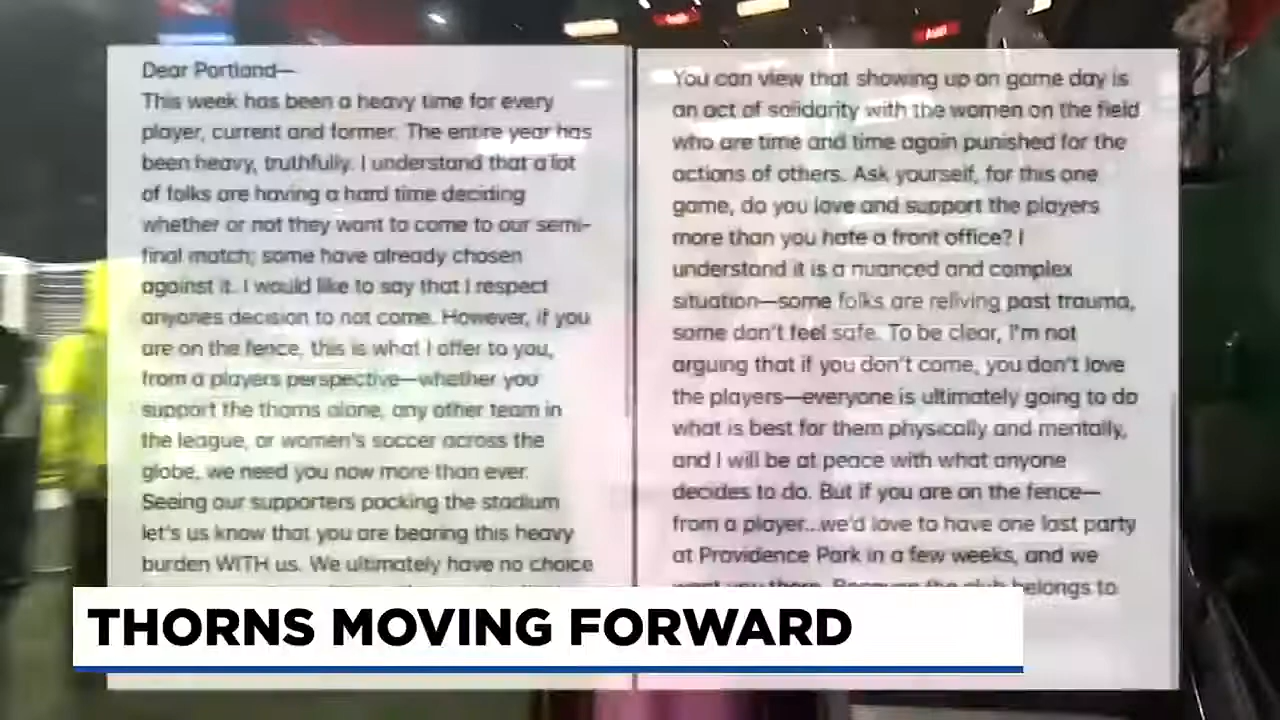 Dear Portland—
This week has been a heavy time for every
player, current and former. The entire year has
been heavy, truthfully. I understand that a lot
of folks are having a hard time deciding
whether or not they want to come to our semi-
final match; some have already chosen
against it. I would like to say that I respect
anyones decision to not come. However, if you
are on the fence, this is what I offer to you,
from a players perspective—whether you
support the thorns alone, any other team in
the league, or women's soccer across the
globe, we need you now more than ever.
Seeing our supporters packing the stadium
let's us know that you are bearing this heavy
burden WITH us. We ultimately have no choice
You can view that showing up on game day is
an act of solidarity with the women on the field
who are time and time again punished for the
actions of others. Ask yourself, for this one
game, do you love and support the players
more than you hate a front office? I
understand it is a nuanced and complex
situation—some folks are reliving past trauma,
some don't feel safe. To be clear, I'm not
arguing that if you don't come, you don't love
the players—everyone is ultimately going to do
what is best for them physically and mentally,
and I will be at peace with what anyone
decides to do. But if you are on the fence—
from a player...we'd love to have one last party
at Providence Park in a few weeks, and we
want you there. Because the club belongs to
THORNS MOVING FORWARD